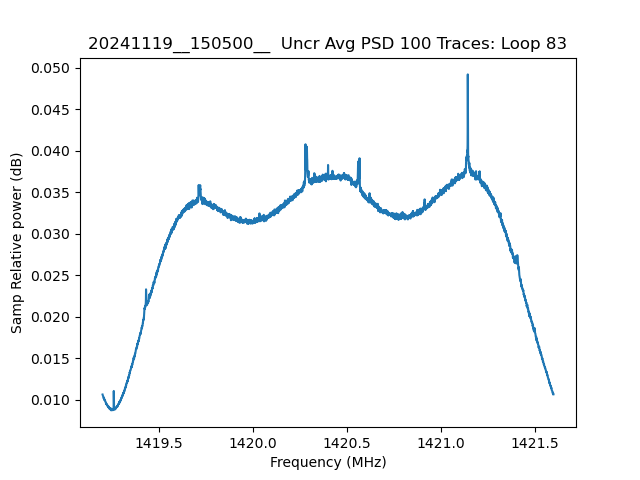 20241119__150500__  Uncr Avg PSD 100 Traces: Loop 83
0.050
0.045
0.040
0.035
0.030
0.025
0.020
0.015
0.010
Samp Relative power (dB)
1419.5 1420.0 1420.5 1421.0 1421.5
Frequency (MHz)